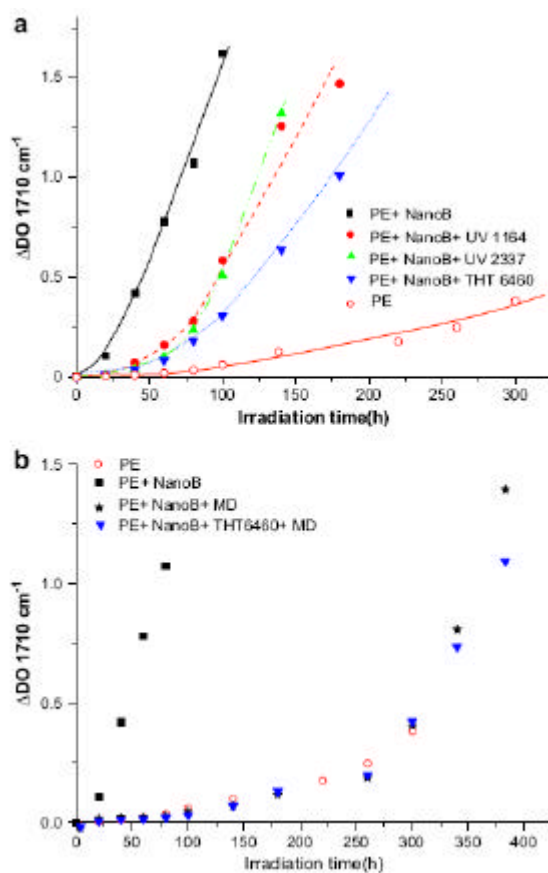 a
1.5
1.0
0.5
0.0
ΔDO 1710 cm⁻¹
PE+ NanoB
PE+ NanoB+ UV 1164
PE+ NanoB+ UV 2337
PE+ NanoB+ THT 6460
PE
0 50 100 150 200 250 300
Irradiation time(h)
b
1.5
1.0
0.5
0.0
ΔDO 1710 cm⁻¹
PE
PE+ NanoB
PE+ NanoB+ MD
PE+ NanoB+ THT6460+ MD
0 50 100 150 200 250 300 350 400
Irradiation time(h)